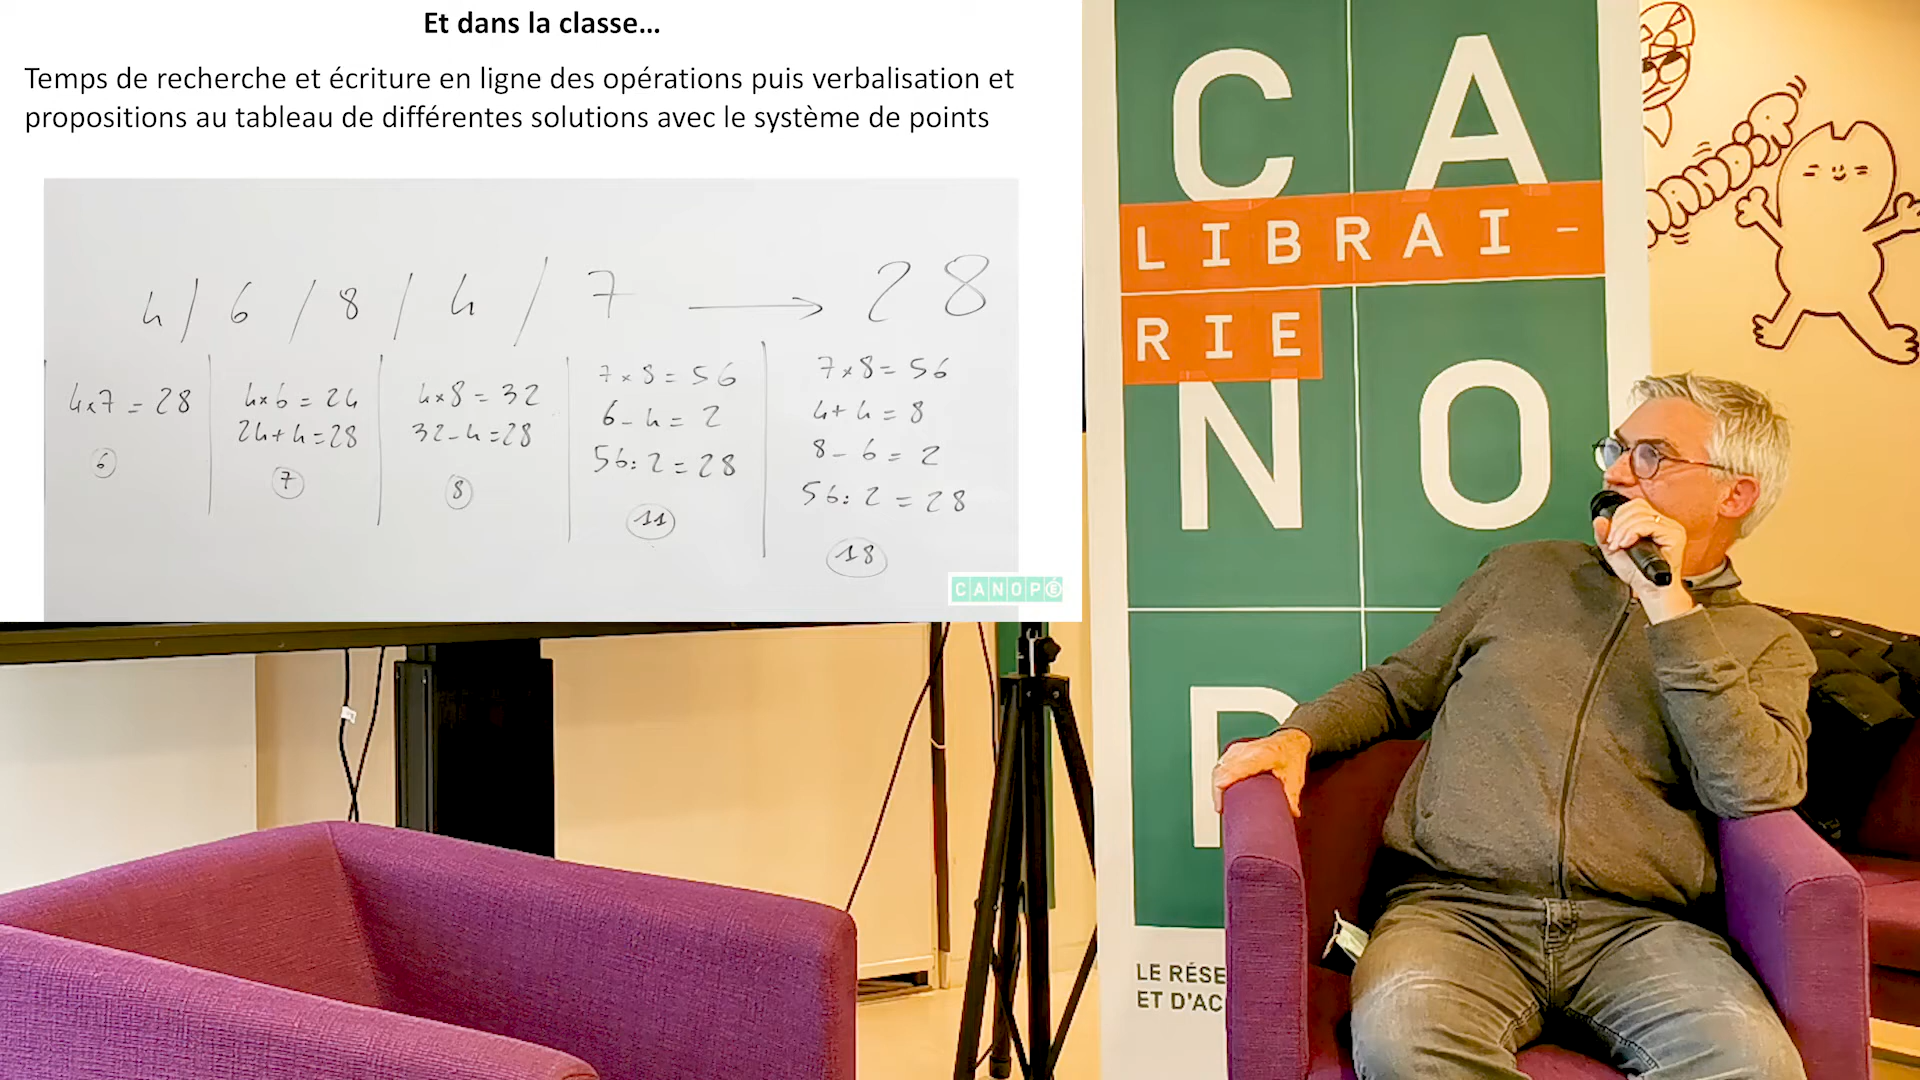 Et dans la classe...
Temps de recherche et écriture en ligne des opérations puis verbalisation et
propositions au tableau de différentes solutions avec le système de points
4 / 6 / 8 / 4 / 7 → 28
4x7 = 28
6
4x6 = 24
24+4=28
7
4x8 = 32
32-4=28
8
7x8=56
6-4=2
56:2=28
11
7x8=56
4+4=8
8-6=2
56:2=28
18
CANOPÉ
CA
LIBRAI-
RIE
NO
P
LE RÉSE
ET D'AC